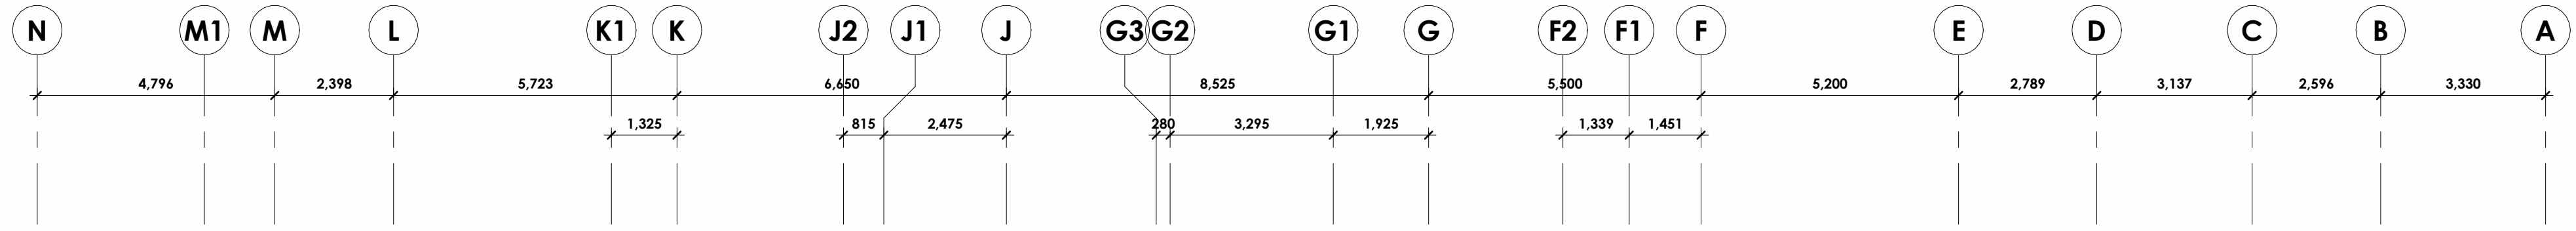 N M1 M L K1 K J2 J1 J G3 G2 G1 G F2 F1 F E D C B A
4,796 2,398 5,723 6,650 8,525 5,500 5,200 2,789 3,137 2,596 3,330
1,325 815 2,475 280 3,295 1,925 1,339 1,451